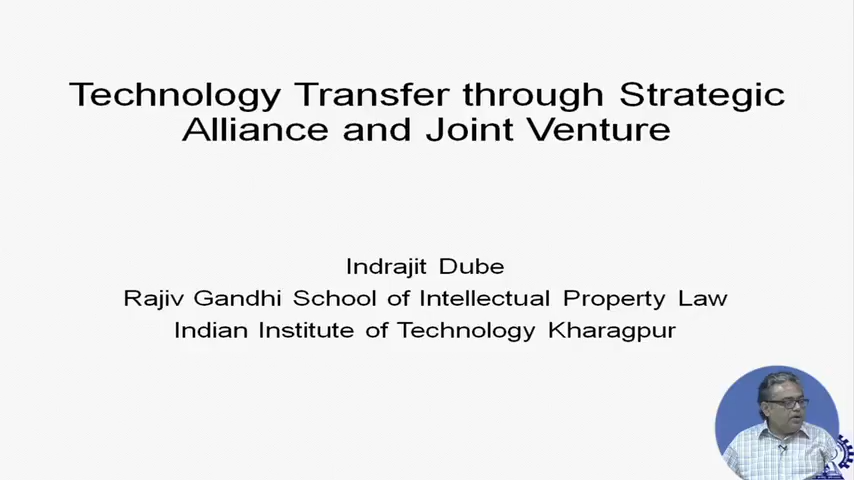 Technology Transfer through Strategic
Alliance and Joint Venture
Indrajit Dube
Rajiv Gandhi School of Intellectual Property Law
Indian Institute of Technology Kharagpur